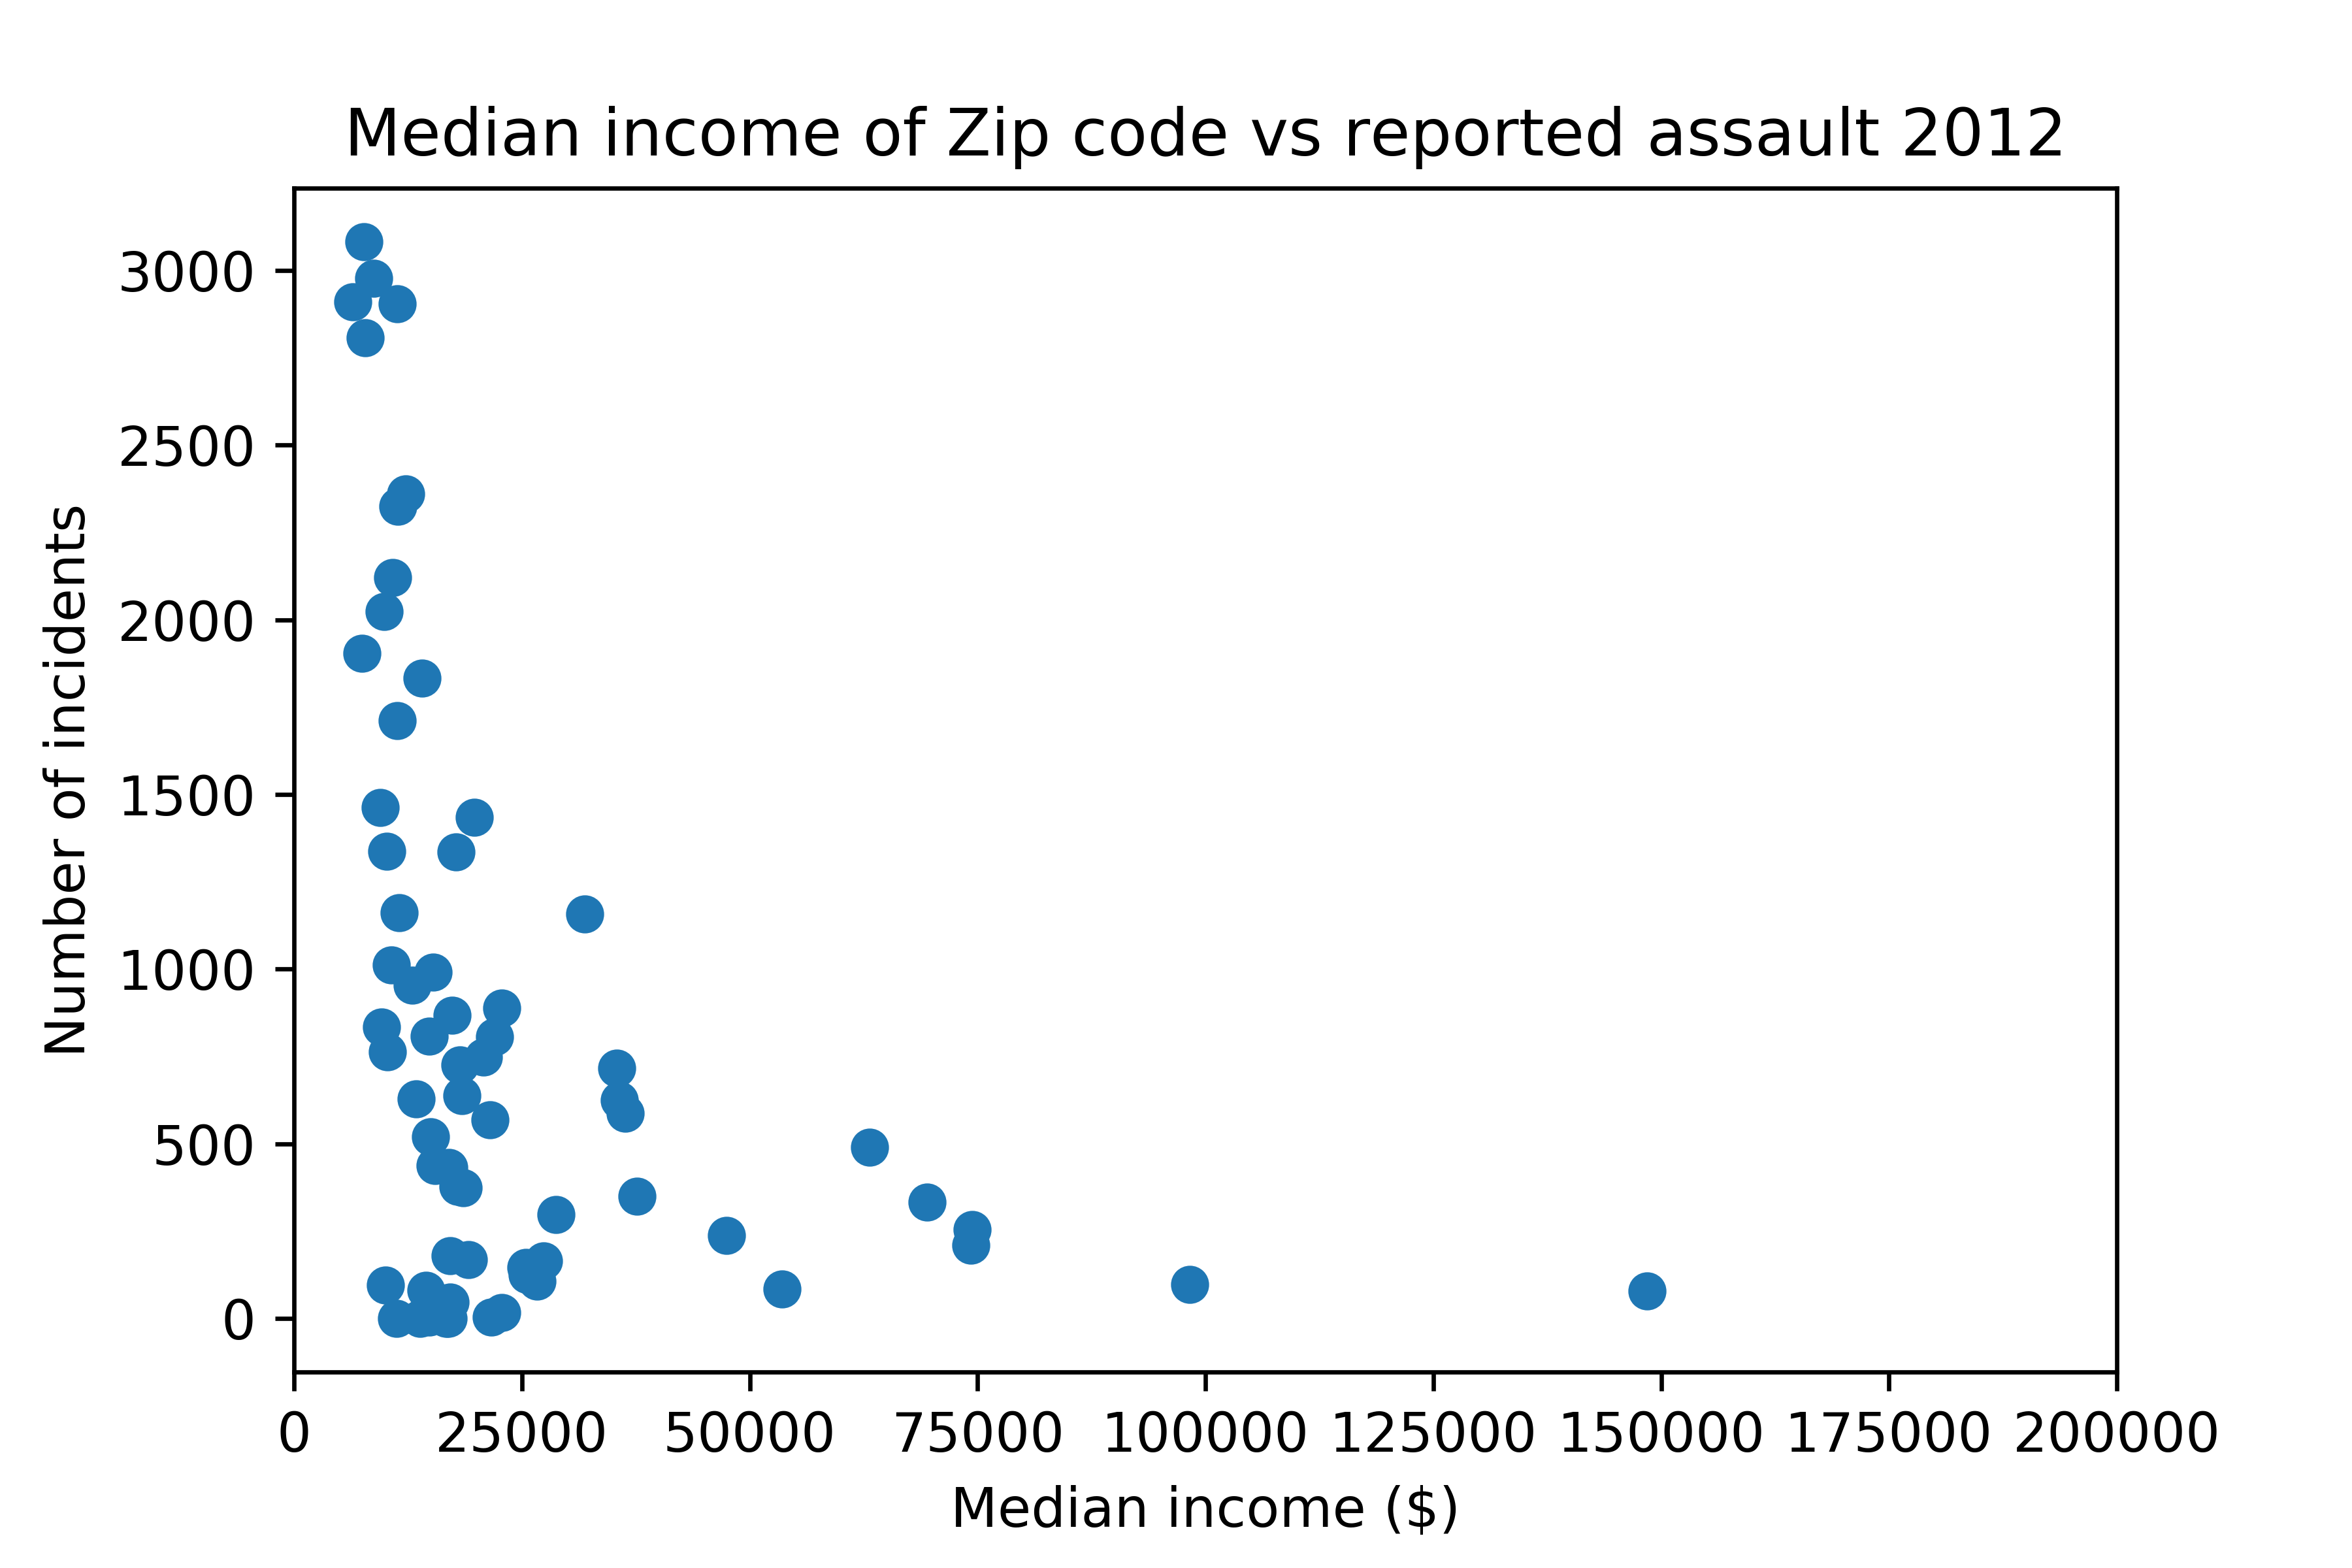 Median income of Zip code vs reported assault 2012
Number of incidents
3000
2500
2000
1500
1000
500
0
0 25000 50000 75000 100000 125000 150000 175000 200000
Median income ($)